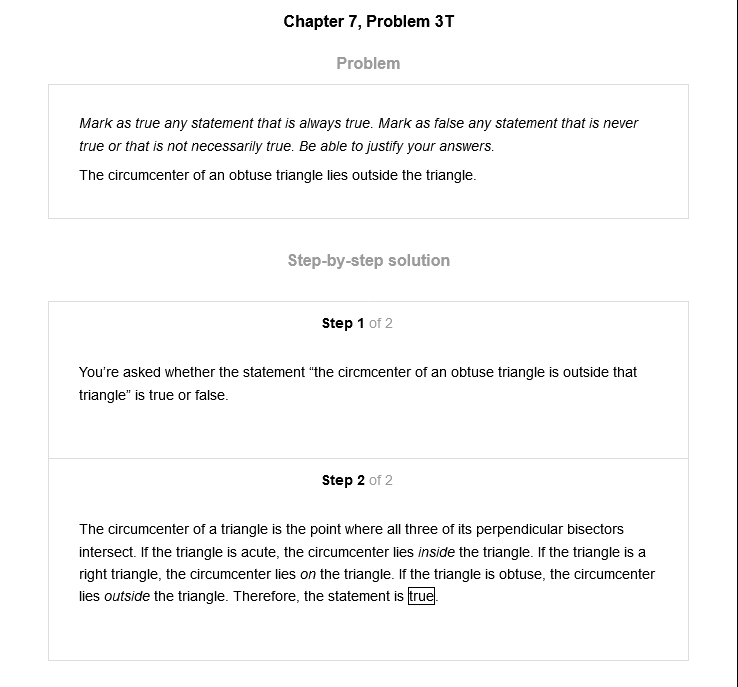 Chapter 7, Problem 3T
Problem
Mark as true any statement that is always true. Mark as false any statement that is never
true or that is not necessarily true. Be able to justify your answers.
The circumcenter of an obtuse triangle lies outside the triangle.
Step-by-step solution
Step 1 of 2
You’re asked whether the statement “the circmcenter of an obtuse triangle is outside that
triangle” is true or false.
Step 2 of 2
The circumcenter of a triangle is the point where all three of its perpendicular bisectors
intersect. If the triangle is acute, the circumcenter lies inside the triangle. If the triangle is a
right triangle, the circumcenter lies on the triangle. If the triangle is obtuse, the circumcenter
lies outside the triangle. Therefore, the statement is true.